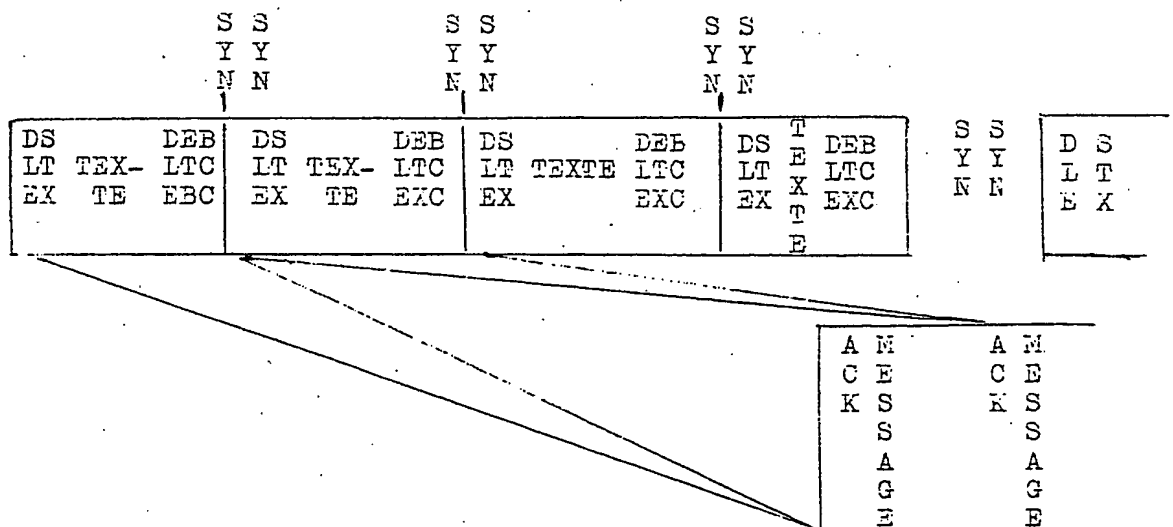 S S S S S S
Y Y Y Y Y Y
N N N N N N
DS DEB DS DEB DS DEB DS T DEB S S D S
LT TEX- LTC LT TEX- LTC LT TEXTE LTC LT E LTC Y Y L T
EX TE EBC EX TE EXC EX EXC EX X EXC N N E X
T
E
A M A M
C E C E
K S K S
S S
A A
G G
E E